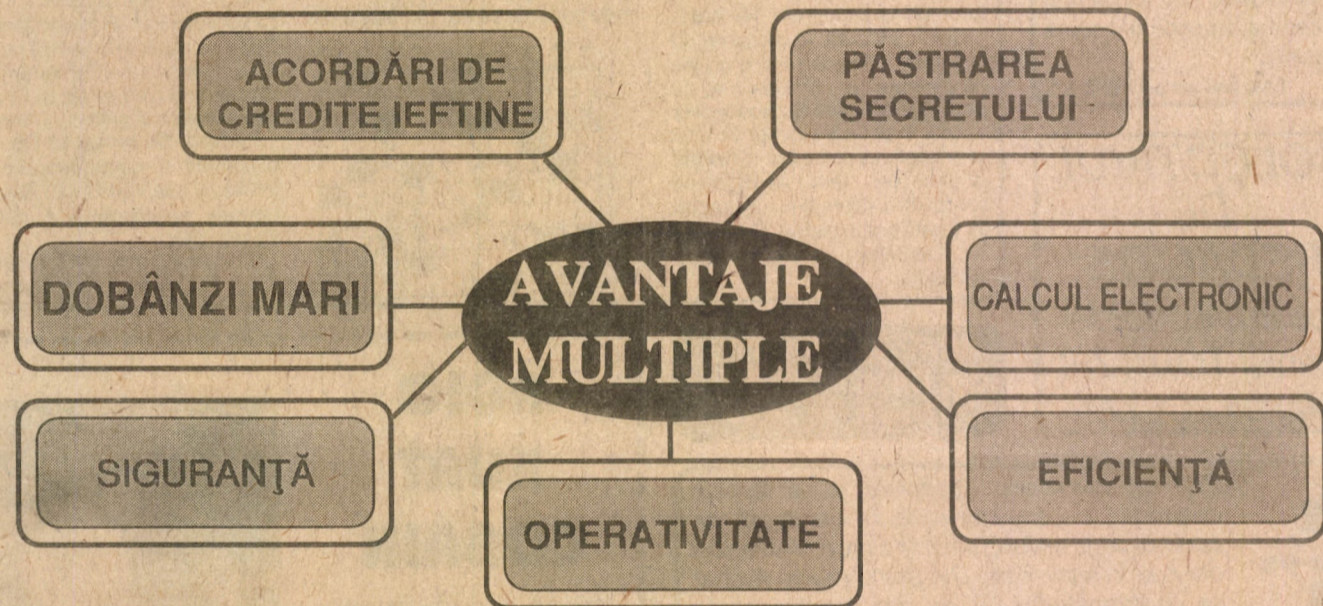 ACORDĂRI DE
CREDITE IEFTINE
PĂSTRAREA
SECRETULUI
DOBÂNZI MARI
AVANTAJE
MULTIPLE
CALCUL ELECTRONIC
SIGURANŢĂ
OPERATIVITATE
EFICIENŢĂ